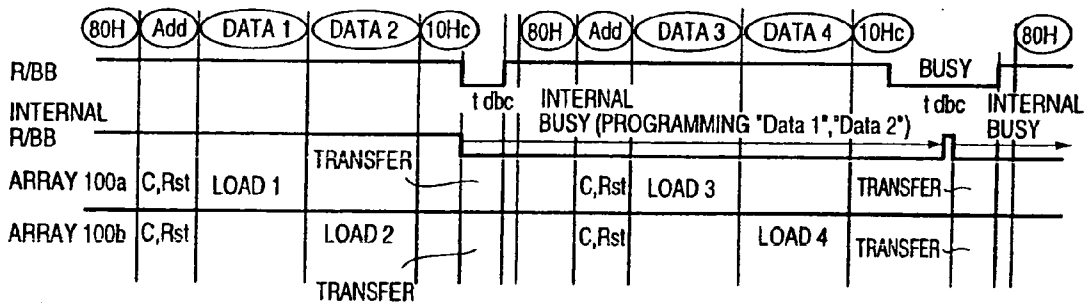 80H Add DATA 1 DATA 2 10Hc 80H Add DATA 3 DATA 4 10Hc 80H
R/BB BUSY
t dbc t dbc
INTERNAL R/BB
INTERNAL BUSY (PROGRAMMING "Data 1","Data 2")
INTERNAL BUSY
TRANSFER
ARRAY 100a C,Rst LOAD 1 C,Rst LOAD 3 TRANSFER
ARRAY 100b C,Rst LOAD 2 C,Rst LOAD 4 TRANSFER
TRANSFER